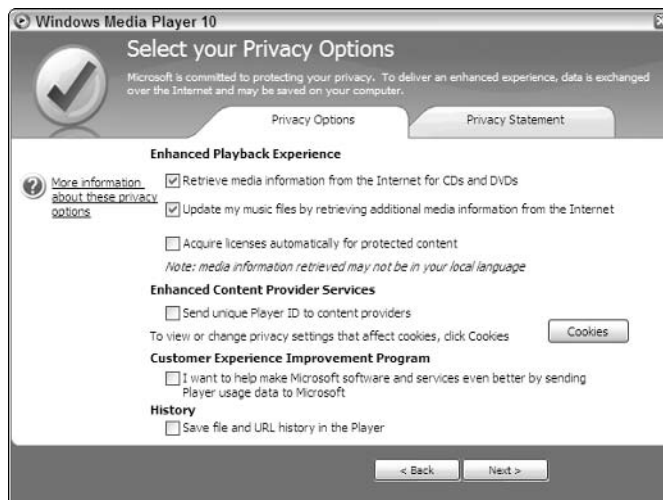 Windows Media Player 10
Select your Privacy Options
Microsoft is committed to protecting your privacy. To deliver an enhanced experience, data is exchanged
over the Internet and may be saved on your computer.
Privacy Options
Privacy Statement
Enhanced Playback Experience
More information
about these privacy
options
Retrieve media information from the Internet for CDs and DVDs
Update my music files by retrieving additional media information from the Internet
Acquire licenses automatically for protected content
Note: media information retrieved may not be in your local language
Enhanced Content Provider Services
Send unique Player ID to content providers
To view or change privacy settings that affect cookies, click Cookies
Cookies
Customer Experience Improvement Program
I want to help make Microsoft software and services even better by sending
Player usage data to Microsoft
History
Save file and URL history in the Player
< Back
Next >